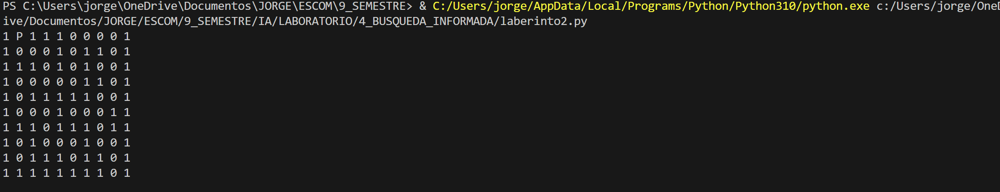 PS C:\Users\jorge\OneDrive\Documentos\JORGE\ESCOM\9_SEMESTRE> & C:/Users/jorge/AppData/Local/Programs/Python/Python310/python.exe c:/Users/jorge/OneD
ive/Documentos/JORGE/ESCOM/9_SEMESTRE/IA/LABORATORIO/4_BUSQUEDA_INFORMADA/laberinto2.py
1 P 1 1 1 0 0 0 0 1
1 0 0 0 1 0 1 1 0 1
1 1 1 0 1 0 1 0 0 1
1 0 0 0 0 0 1 1 0 1
1 0 1 1 1 1 1 0 0 1
1 0 0 0 1 0 0 0 1 1
1 1 1 0 1 1 1 0 1 1
1 0 1 0 0 0 1 0 0 1
1 0 1 1 1 0 1 1 0 1
1 1 1 1 1 1 1 1 0 1